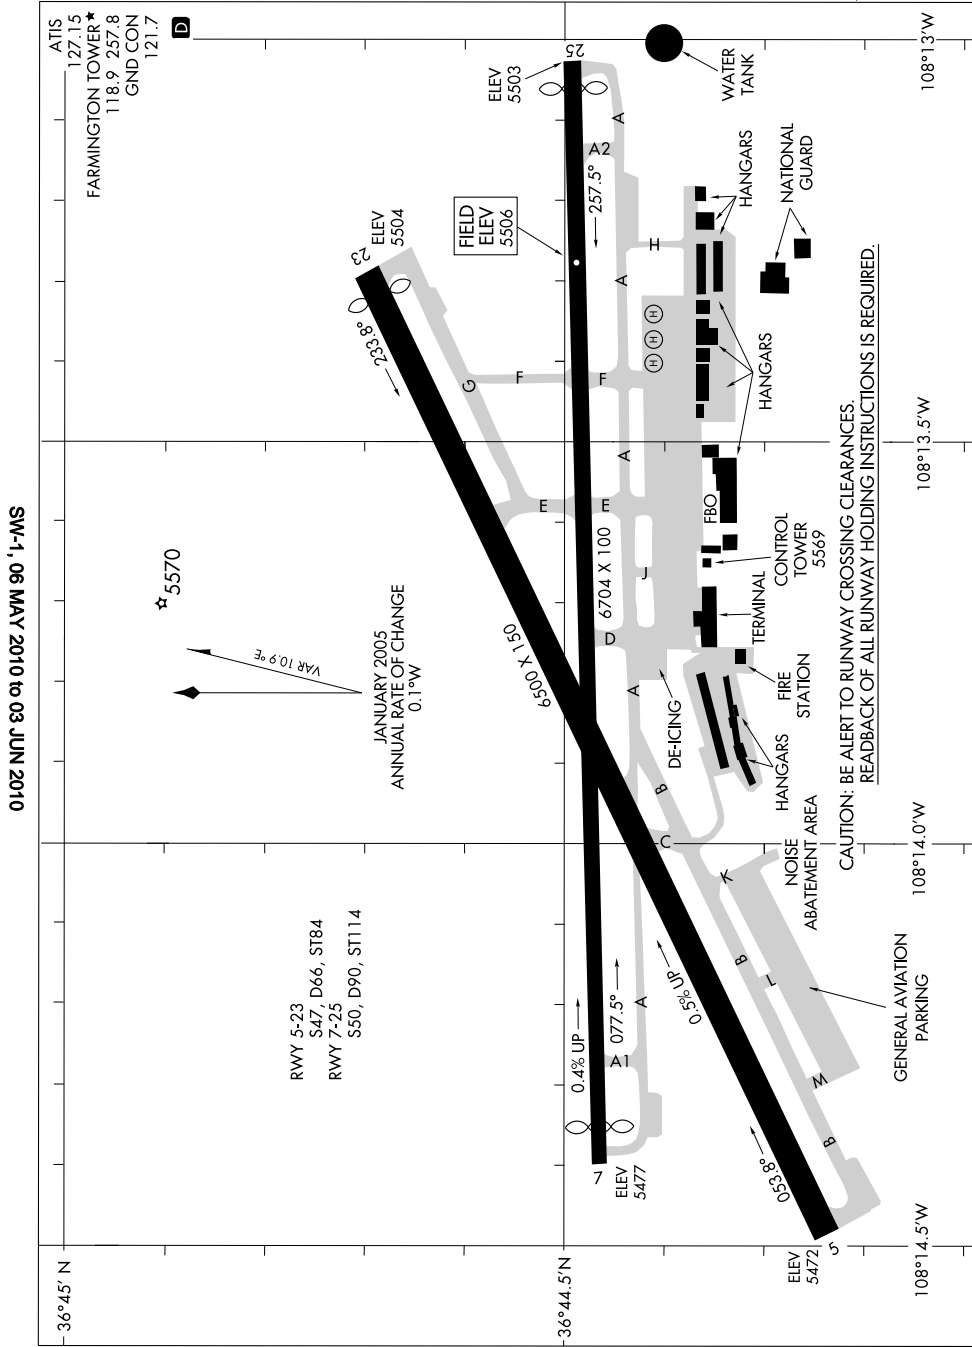 ATIS
127.15
FARMINGTON TOWER★
118.9 257.8
GND CON
121.7
D
36°45' N
36°44.5'N
108°13'W
108°13.5'W
108°14.0'W
108°14.5'W
25
ELEV
5503
WATER
TANK
A
A2
257.5°
FIELD
ELEV
5506
HANGARS
NATIONAL
GUARD
23
ELEV
5504
233.8°
H
A
H
H
H
G
F
F
HANGARS
A
E
E
FBO
CONTROL
TOWER
5569
J
6704 X 100
TERMINAL
D
6500 X 150
A
FIRE
STATION
DE-ICING
HANGARS
B
C
5570
VAR 10.9°E
JANUARY 2005
ANNUAL RATE OF CHANGE
0.1°W
CAUTION: BE ALERT TO RUNWAY CROSSING CLEARANCES.
READBACK OF ALL RUNWAY HOLDING INSTRUCTIONS IS REQUIRED.
NOISE
ABATEMENT AREA
K
B
L
GENERAL AVIATION
PARKING
M
B
RWY 5-23
S47, D66, ST84
RWY 7-25
S50, D90, ST114
0.4% UP
077.5°
A
A1
0.5% UP
7
ELEV
5477
053.8°
5
ELEV
5472
SW-1, 06 MAY 2010 to 03 JUN 2010